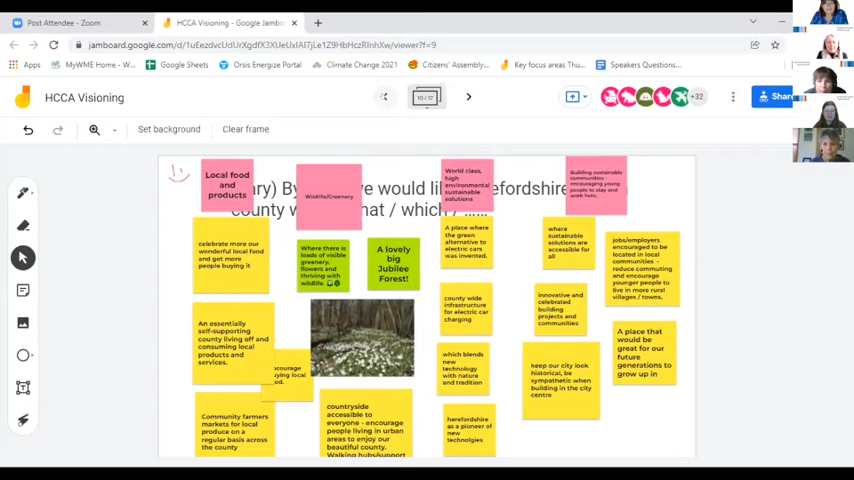 Post Attendee - Zoom
HCCA Visioning - Google Jambo
Apps
MyWME Home - W...
Google Sheets
Orsis Energize Portal
Climate Change 2021
Citizens' Assembly...
Key focus areas Thu...
Speakers Questions...
HCCA Visioning
10 / 17
+32
Share
Set background
Clear frame
we would like
county
Local food
and
products
Wildlife/Greenery
World class,
high
environmental
sustainable
solutions
Building sustainable
communities -
encouraging young
people to stay and
work here.
celebrate more our
wonderful local food
and get more
people buying it
Where there is
loads of visible
greenery,
flowers and
thriving with
wildlife.
A lovely
big
Jubilee
Forest!
A place where
the green
alternative to
electric cars
was invented.
where
sustainable
solutions are
accessible for
all
jobs/employers
encouraged to be
located in local
communities -
reduce commuting
and encourage
younger people to
live in more rural
villages / towns.
An essentially
self-supporting
county living off and
consuming local
products and
services.
county wide
infrastructure
for electric car
charging
innovative and
celebrated
building
projects and
communities
A place that
would be
great for our
future
generations to
grow up in
which blends
new
technology
with nature
and tradition
keep our city look
historical, be
sympathetic when
building in the city
centre
Community farmers
markets for local
produce on a
regular basis across
the county
countryside
accessible to
everyone - encourage
people living in urban
areas to enjoy our
beautiful county.
Walking hubs/support
herefordshire
as a pioneer of
new
technolgies